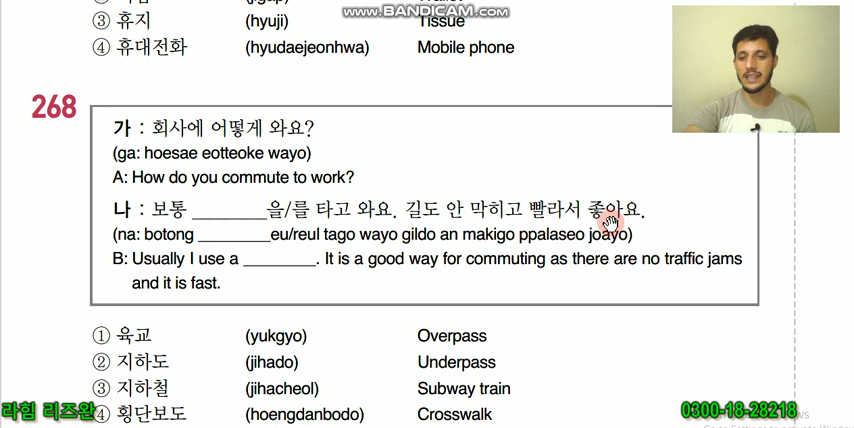 www.BANDICAM.com
③ 휴지 (hyuji) Tissue
④ 휴대전화 (hyudaejeonhwa) Mobile phone
268
가 : 회사에 어떻게 와요?
(ga: hoesae eotteoke wayo)
A: How do you commute to work?
나 : 보통 _________을/를 타고 와요. 길도 안 막히고 빨라서 좋아요.
(na: botong _________eu/reul tago wayo gildo an makigo ppalaseo joayo)
B: Usually I use a _________. It is a good way for commuting as there are no traffic jams
and it is fast.
① 육교 (yukgyo) Overpass
② 지하도 (jihado) Underpass
③ 지하철 (jihacheol) Subway train
④ 횡단보도 (hoengdanbodo) Crosswalk
라힘 리즈완
0300-18-28218